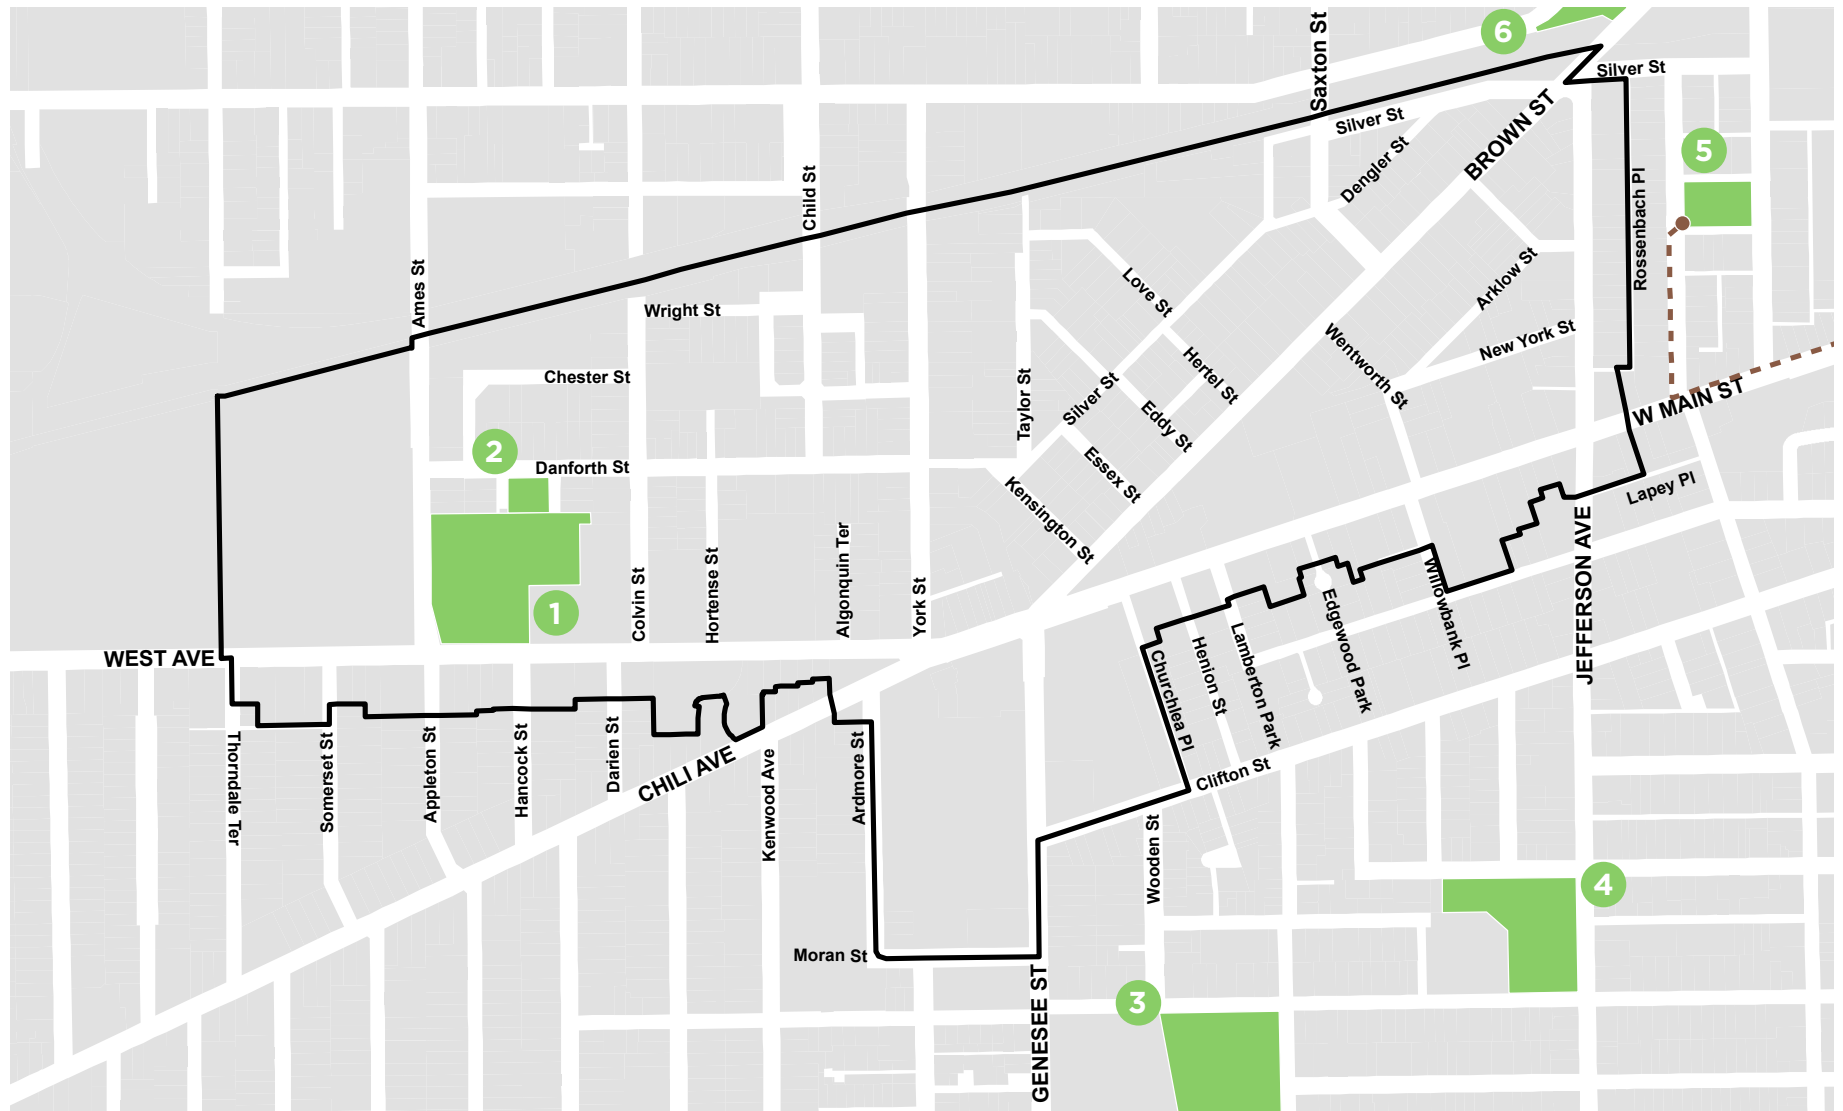 6
Saxton St
Silver St
Silver St
BROWN ST
5
Dengler St
Child St
Rossenbach Pl
Ames St
Arklow St
Love St
Wright St
New York St
Wentworth St
Hertel St
Chester St
Silver St
Taylor St
W MAIN ST
Eddy St
2
Danforth St
Essex St
Kensington St
Lapey Pl
JEFFERSON AVE
Algonquin Ter
Hortense St
Colvin St
York St
1
Willowbank Pl
Edgewood Park
Lamberton Park
Henion St
Churchlea Pl
WEST AVE
Thorndale Ter
Somerset St
Appleton St
Hancock St
Darien St
CHILI AVE
Kenwood Ave
Ardmore St
Clifton St
Wooden St
4
Moran St
GENESEE ST
3